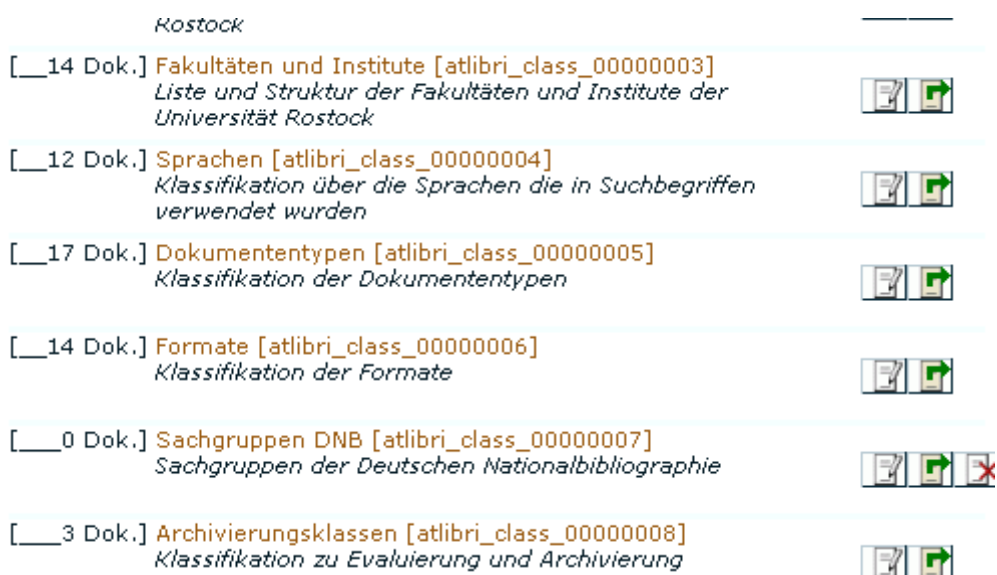 Rostock
[__14 Dok.] Fakultäten und Institute [atlibri_class_00000003]
Liste und Struktur der Fakultäten und Institute der
Universität Rostock
[__12 Dok.] Sprachen [atlibri_class_00000004]
Klassifikation über die Sprachen die in Suchbegriffen
verwendet wurden
[__17 Dok.] Dokumententypen [atlibri_class_00000005]
Klassifikation der Dokumententypen
[__14 Dok.] Formate [atlibri_class_00000006]
Klassifikation der Formate
[___0 Dok.] Sachgruppen DNB [atlibri_class_00000007]
Sachgruppen der Deutschen Nationalbibliographie
[___3 Dok.] Archivierungsklassen [atlibri_class_00000008]
Klassifikation zu Evaluierung und Archivierung